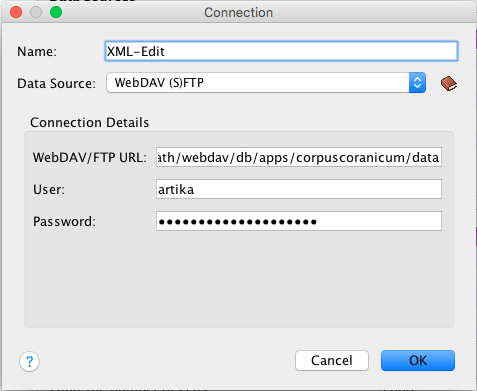 Connection
Name: XML-Edit
Data Source: WebDAV (S)FTP
Connection Details
WebDAV/FTP URL: ath/webdav/db/apps/corpuscoranicum/data
User: artika
Password: ••••••••••••••••••••
? Cancel OK